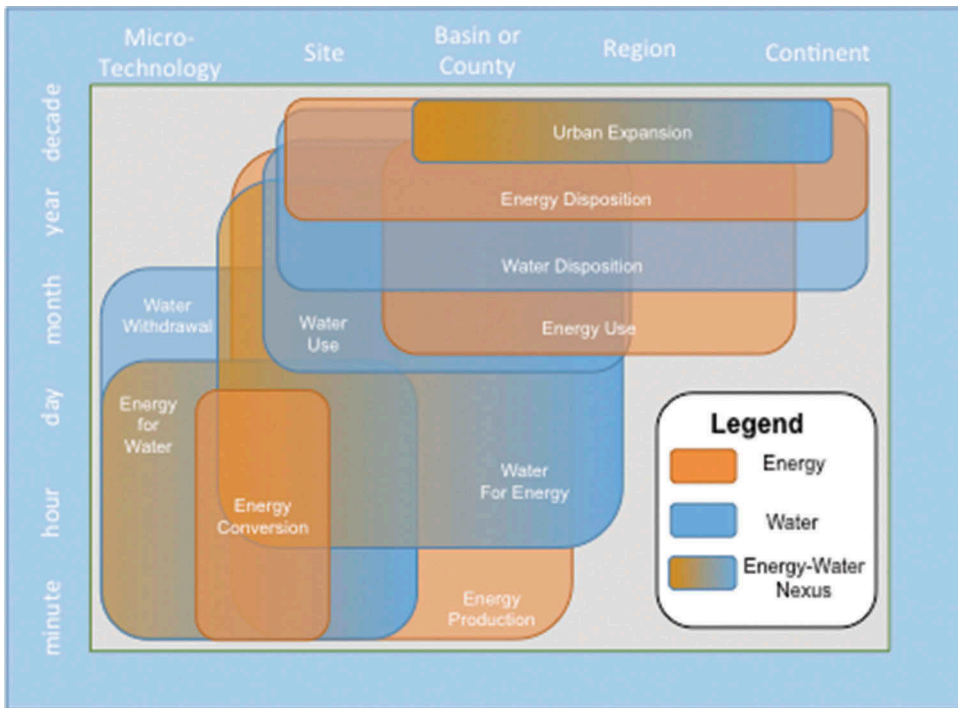 Micro-
Technology
Site
Basin or
County
Region
Continent
decade
year
month
day
hour
minute
Urban Expansion
Energy Disposition
Water Disposition
Energy Use
Water
Withdrawal
Water
Use
Energy
for
Water
Water
For Energy
Energy
Conversion
Energy
Production
Legend
Energy
Water
Energy-Water
Nexus